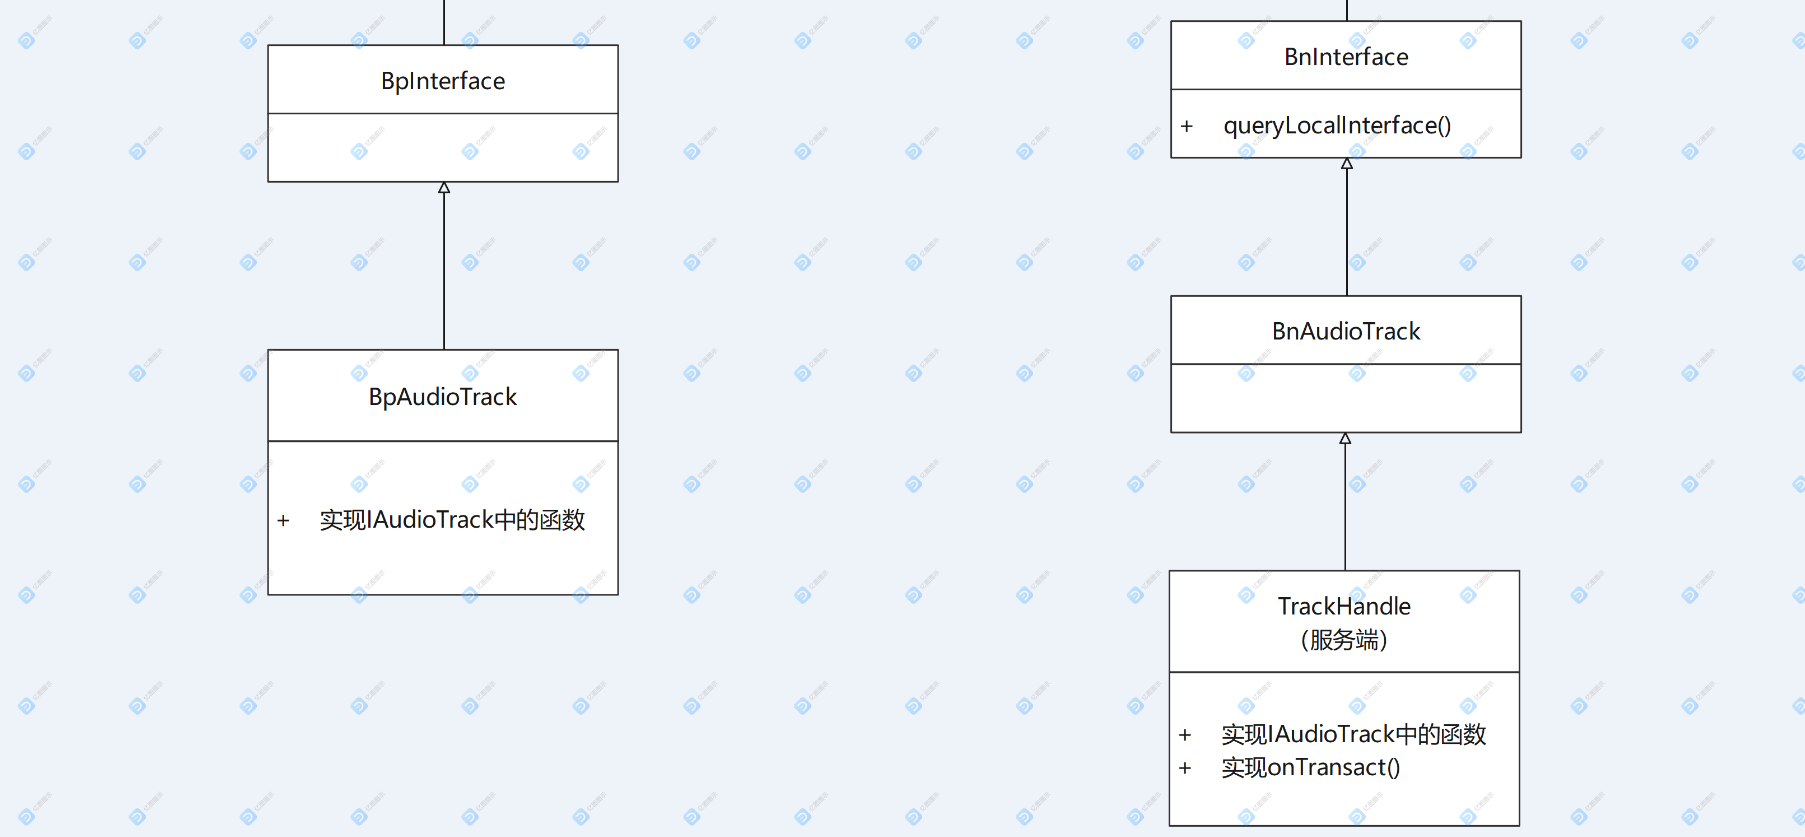 BpInterface
BpAudioTrack
+ 实现IAudioTrack中的函数
BnInterface
+ queryLocalInterface()
BnAudioTrack
TrackHandle
（服务端）
+ 实现IAudioTrack中的函数
+ 实现onTransact()